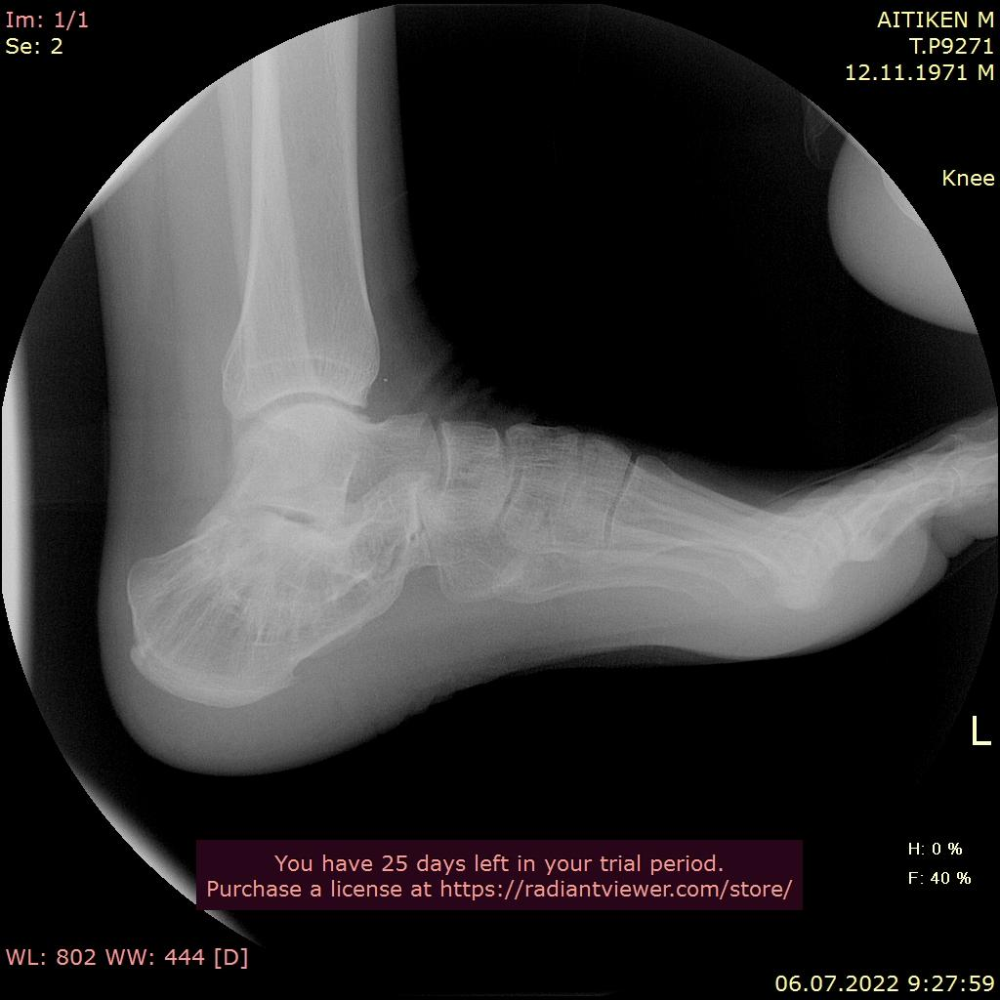 Im: 1/1
Se: 2
AITIKEN M
T.P9271
12.11.1971 M
Knee
L
H: 0 %
F: 40 %
You have 25 days left in your trial period.
Purchase a license at https://radiantviewer.com/store/
WL: 802 WW: 444 [D]
06.07.2022 9:27:59